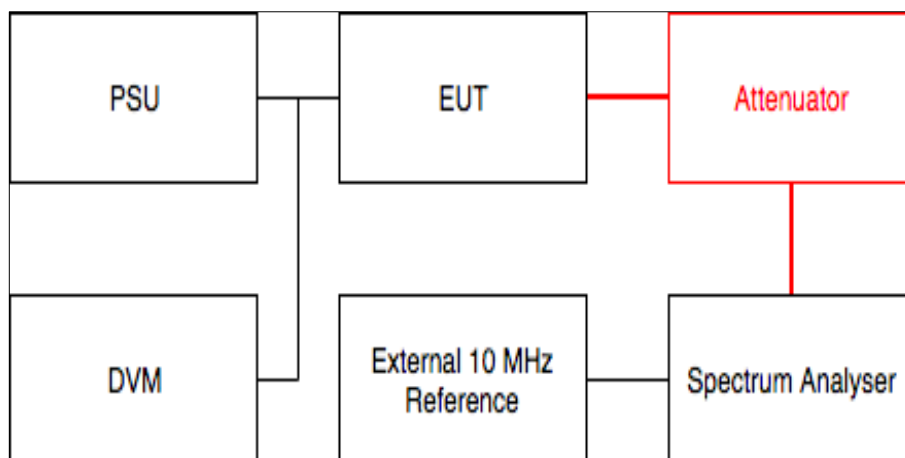 PSU
EUT
Attenuator
DVM
External 10 MHz
Reference
Spectrum Analyser